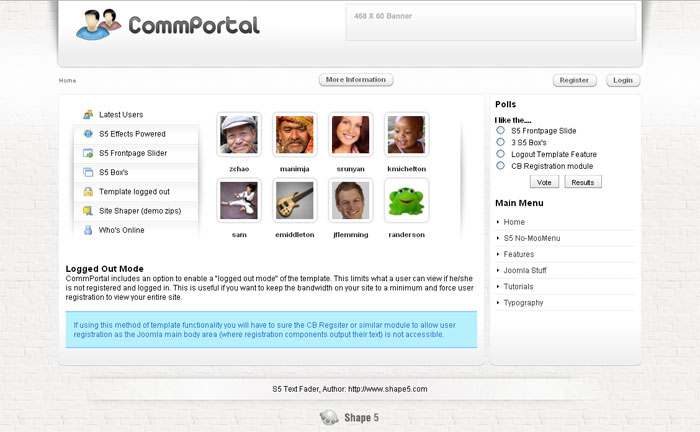 CommPortal
468 X 60 Banner
Home
More Information
Register
Login
Latest Users
S5 Effects Powered
S5 Frontpage Slider
S5 Box's
Template logged out
Site Shaper (demo zips)
Who's Online
zchao
manimja
srunyan
kmichelton
sam
emiddleton
jflemming
randerson
Logged Out Mode
CommPortal includes an option to enable a "logged out mode" of the template. This limits what a user can view if he/she
is not registered and logged in. This is useful if you want to keep the bandwidth on your site to a minimum and force user
registration to view your entire site.
If using this method of template functionality you will have to sure the CB Regsiter or similar module to allow user
registration as the Joomla main body area (where registration components output their text) is not accessible.
Polls
I like the....
S5 Frontpage Slide
3 S5 Box's
Logout Template Feature
CB Registration module
Vote
Results
Main Menu
Home
S5 No-MooMenu
Features
Joomla Stuff
Tutorials
Typography
S5 Text Fader, Author: http://www.shape5.com
Shape 5